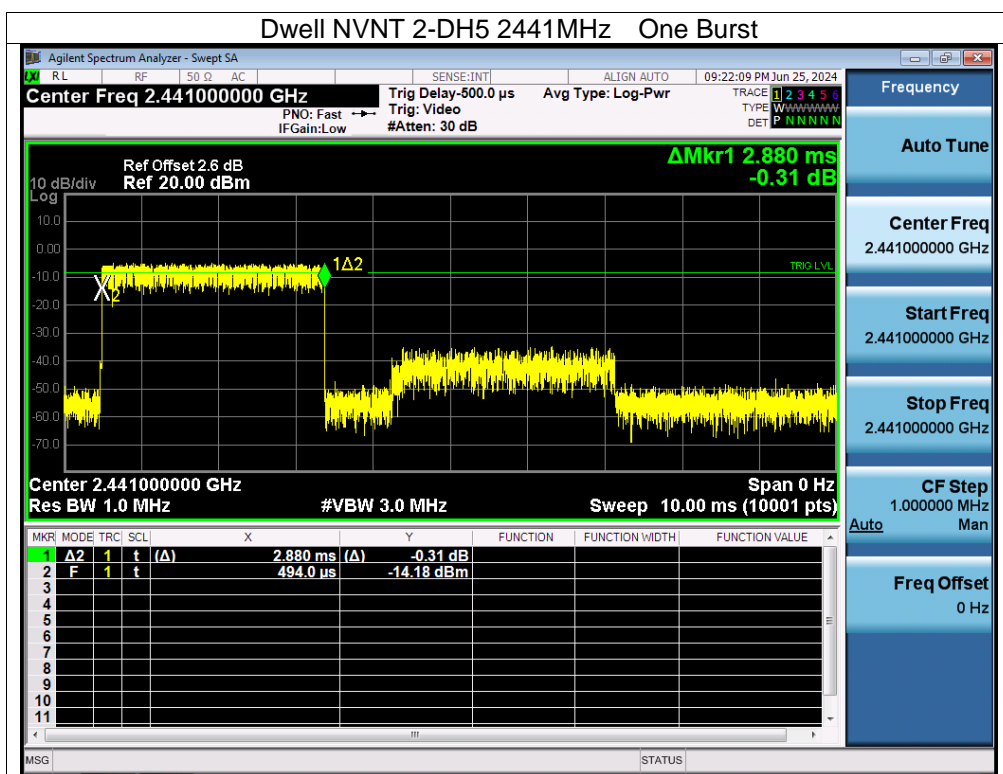 Dwell NVNT 2-DH5 2441MHz One Burst
Agilent Spectrum Analyzer - Swept SA
LXI RL RF 50 Ω AC SENSE:INT ALIGN AUTO 09:22:09 PM Jun 25, 2024
Center Freq 2.441000000 GHz
Trig Delay-500.0 µs Avg Type: Log-Pwr
TRACE 1 2 3 4 5 6
PNO: Fast Trig: Video
TYPE WWWWWWW
IFGain:Low #Atten: 30 dB
DET P N N N N N
ΔMkr1 2.880 ms
-0.31 dB
Ref Offset 2.6 dB
10 dB/div Ref 20.00 dBm
Log
10.0
0.00
-10.0
-20.0
-30.0
-40.0
-50.0
-60.0
-70.0
1Δ2
TRIG LVL
2
Center 2.441000000 GHz Span 0 Hz
Res BW 1.0 MHz #VBW 3.0 MHz Sweep 10.00 ms (10001 pts)
MKR MODE TRC SCL X Y FUNCTION FUNCTION WIDTH FUNCTION VALUE
1 Δ2 1 t (Δ) 2.880 ms (Δ) -0.31 dB
2 F 1 t 494.0 µs -14.18 dBm
3
4
5
6
7
8
9
10
11
MSG STATUS
Frequency
Auto Tune
Center Freq
2.441000000 GHz
Start Freq
2.441000000 GHz
Stop Freq
2.441000000 GHz
CF Step
1.000000 MHz
Auto Man
Freq Offset
0 Hz